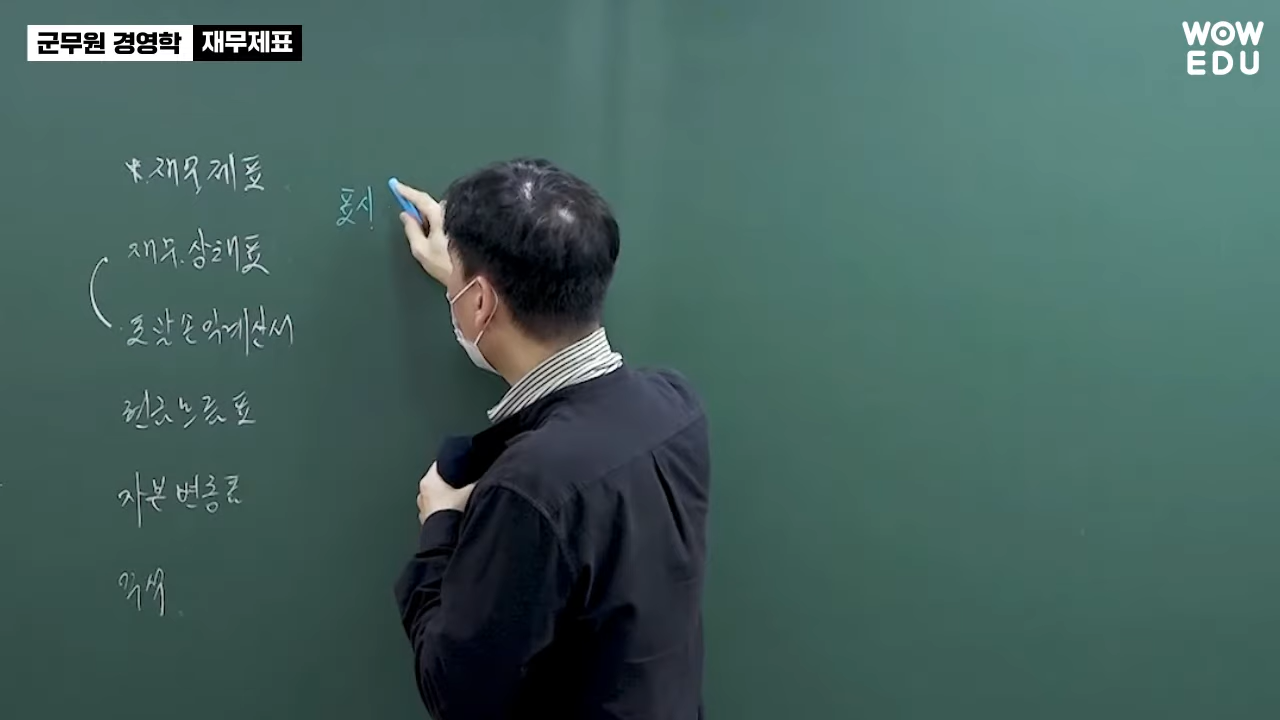 군무원 경영학 재무제표
WOW
EDU
*. 재무제표
표시
재무상태표
포괄손익계산서
현금흐름표
자본변동표
주석